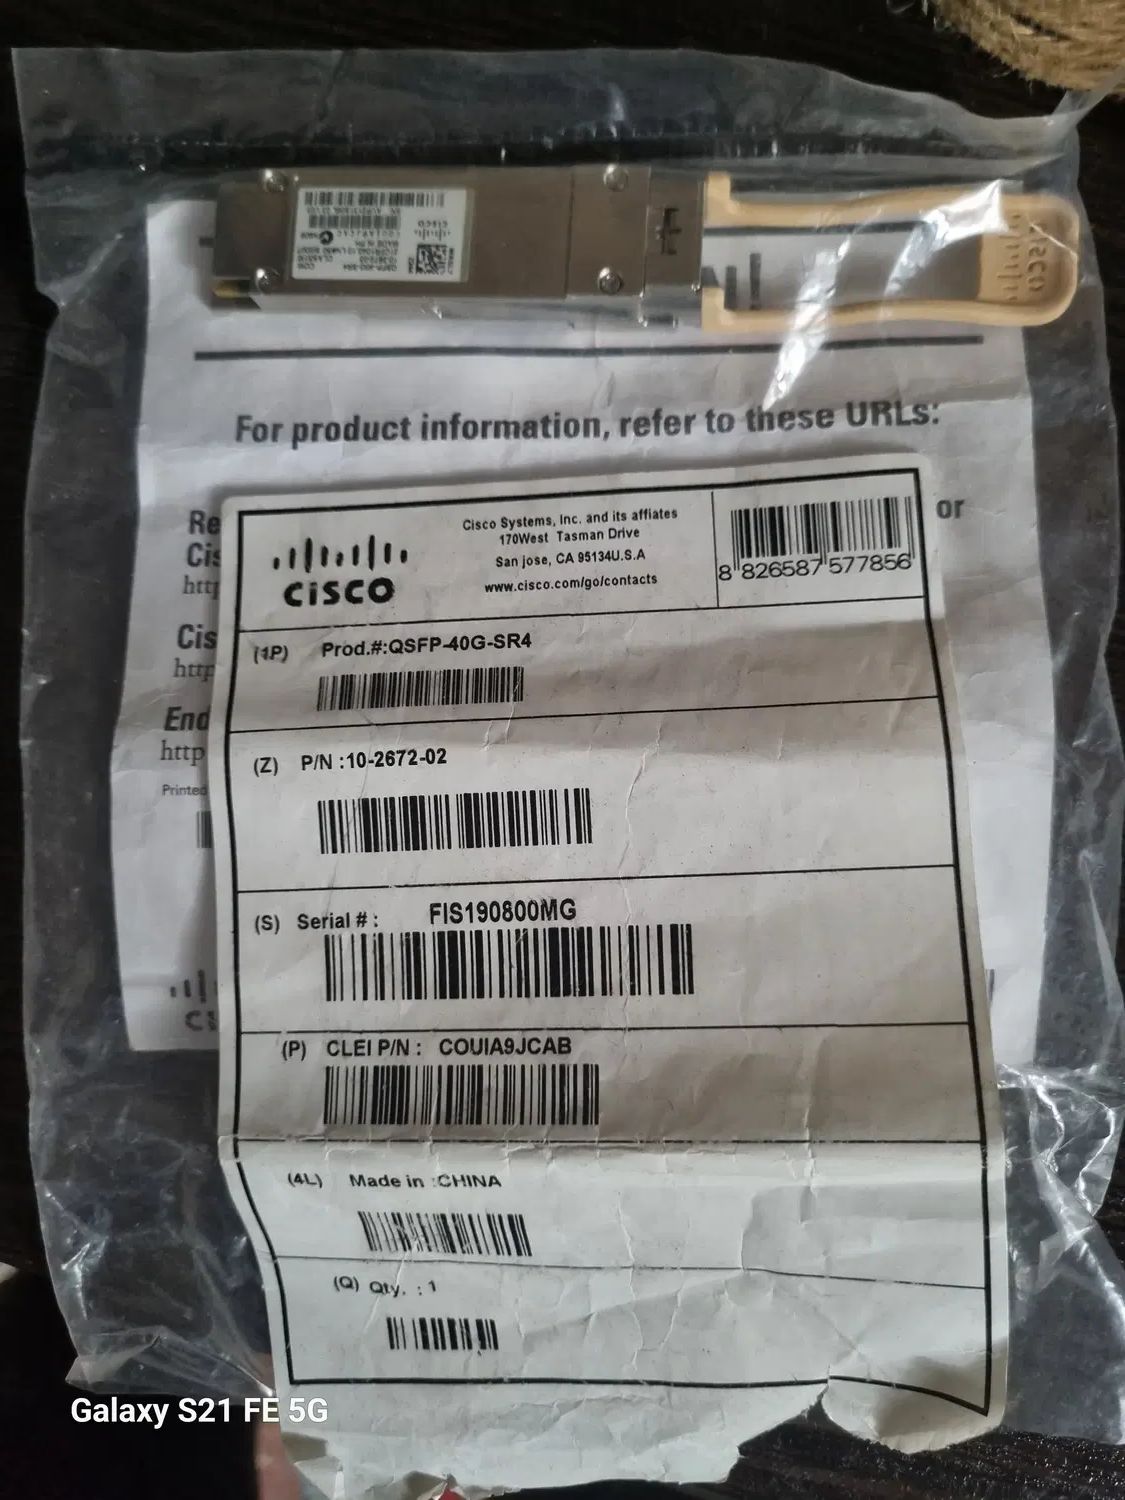 CISCO
For product information, refer to these URLs:
Re
or
Cis
http
Cis
http
End
http
Printed
CISCO
Cisco Systems, Inc. and its affiates
170West Tasman Drive
San jose, CA 95134U.S.A
www.cisco.com/go/contacts
8 826587 577856
(1P) Prod.#:QSFP-40G-SR4
(Z) P/N :10-2672-02
(S) Serial # : FIS190800MG
(P) CLEI P/N : COUIA9JCAB
(4L) Made in :CHINA
(Q) Qty. : 1
Galaxy S21 FE 5G